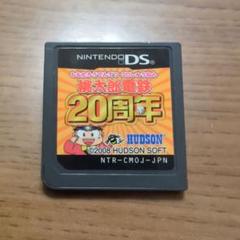 NINTENDO DS
桃太郎電鉄
20周年
HUDSON
©2008 HUDSON SOFT
NTR-CMOJ-JPN